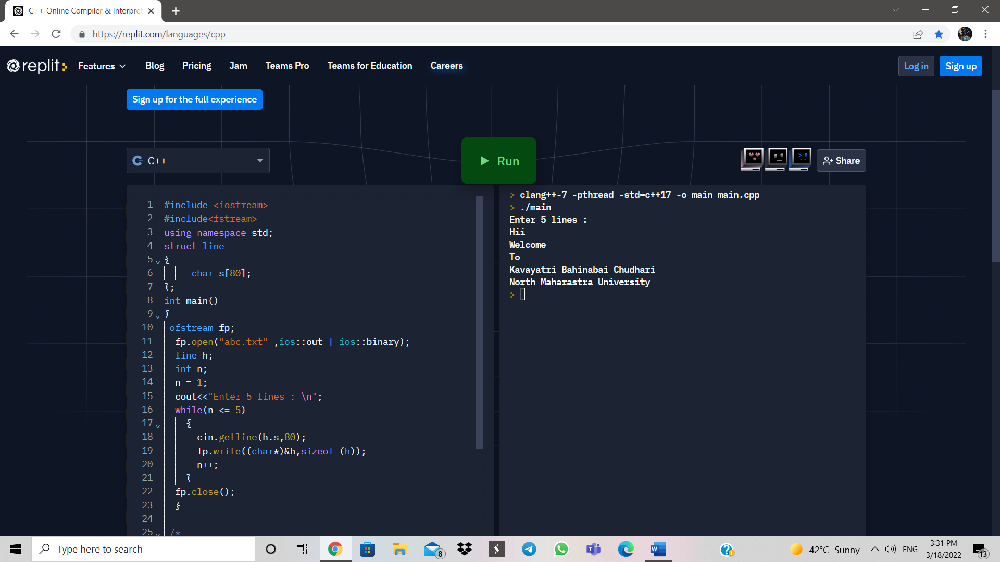 C++ Online Compiler & Interpret
https://replit.com/languages/cpp
replit
Features
Blog
Pricing
Jam
Teams Pro
Teams for Education
Careers
Log in
Sign up
Sign up for the full experience
C++
Run
Share
1 #include <iostream>
2 #include<fstream>
3 using namespace std;
4 struct line
5 {
6 char s[80];
7 };
8 int main()
9 {
10 ofstream fp;
11 fp.open("abc.txt" ,ios::out | ios::binary);
12 line h;
13 int n;
14 n = 1;
15 cout<<"Enter 5 lines : \n";
16 while(n <= 5)
17 {
18 cin.getline(h.s,80);
19 fp.write((char*)&h,sizeof (h));
20 n++;
21 }
22 fp.close();
23 }
24
25 /*
> clang++-7 -pthread -std=c++17 -o main main.cpp
> ./main
Enter 5 lines :
Hii
Welcome
To
Kavayatri Bahinabai Chudhari
North Maharastra University
>
Type here to search
8
42°C Sunny
ENG
3:31 PM
3/18/2022
13